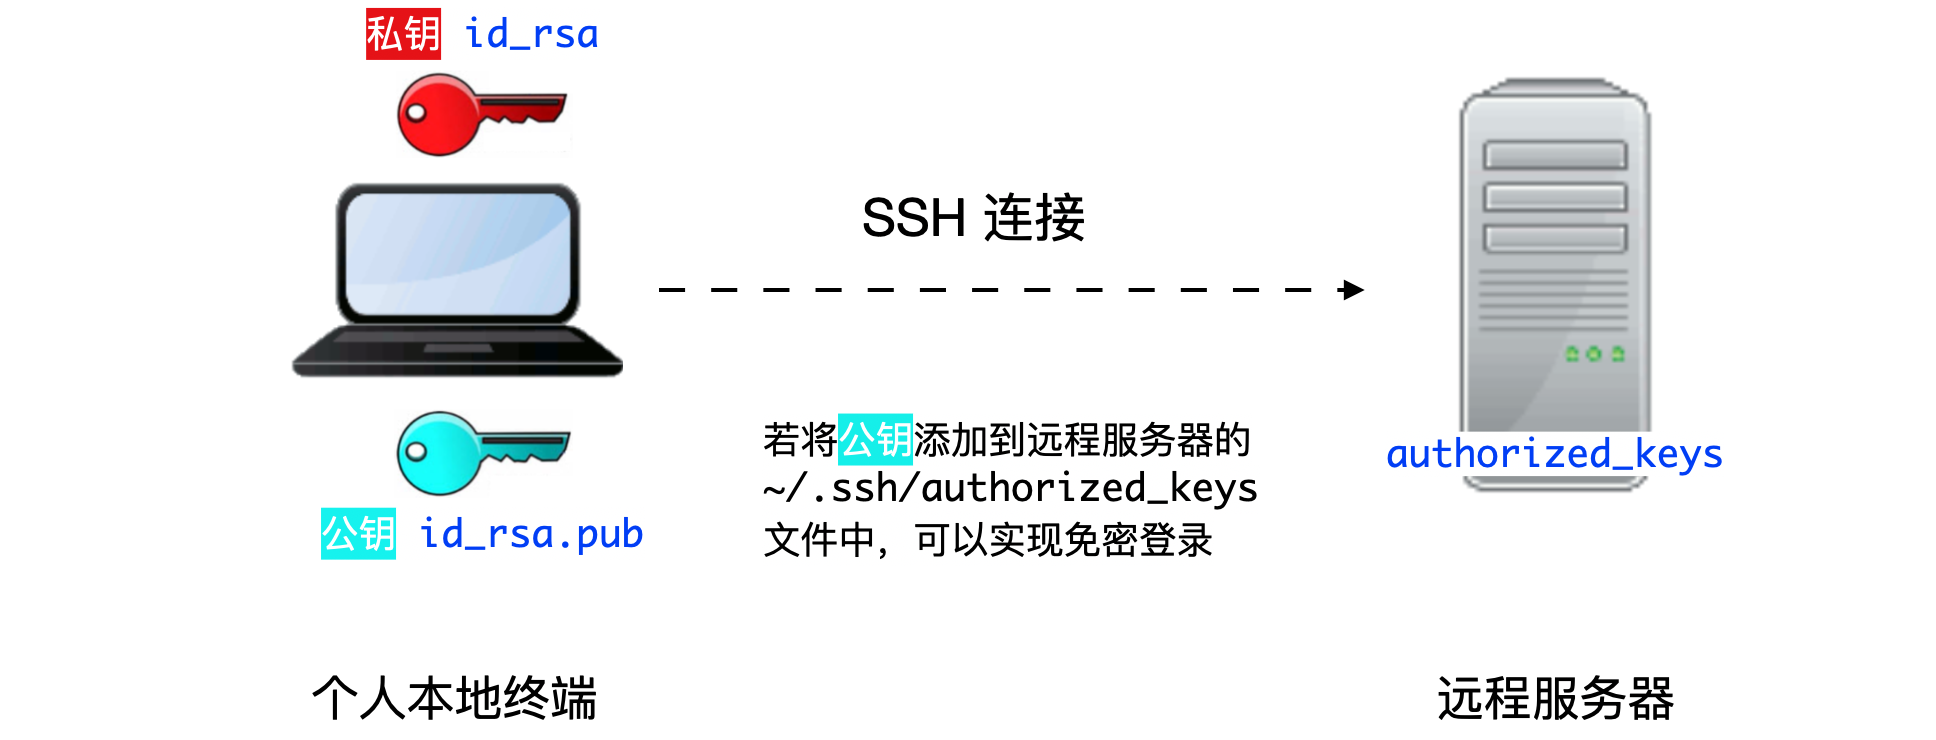 私钥 id_rsa
SSH 连接
若将公钥添加到远程服务器的
~/.ssh/authorized_keys
文件中，可以实现免密登录
authorized_keys
公钥 id_rsa.pub
个人本地终端
远程服务器